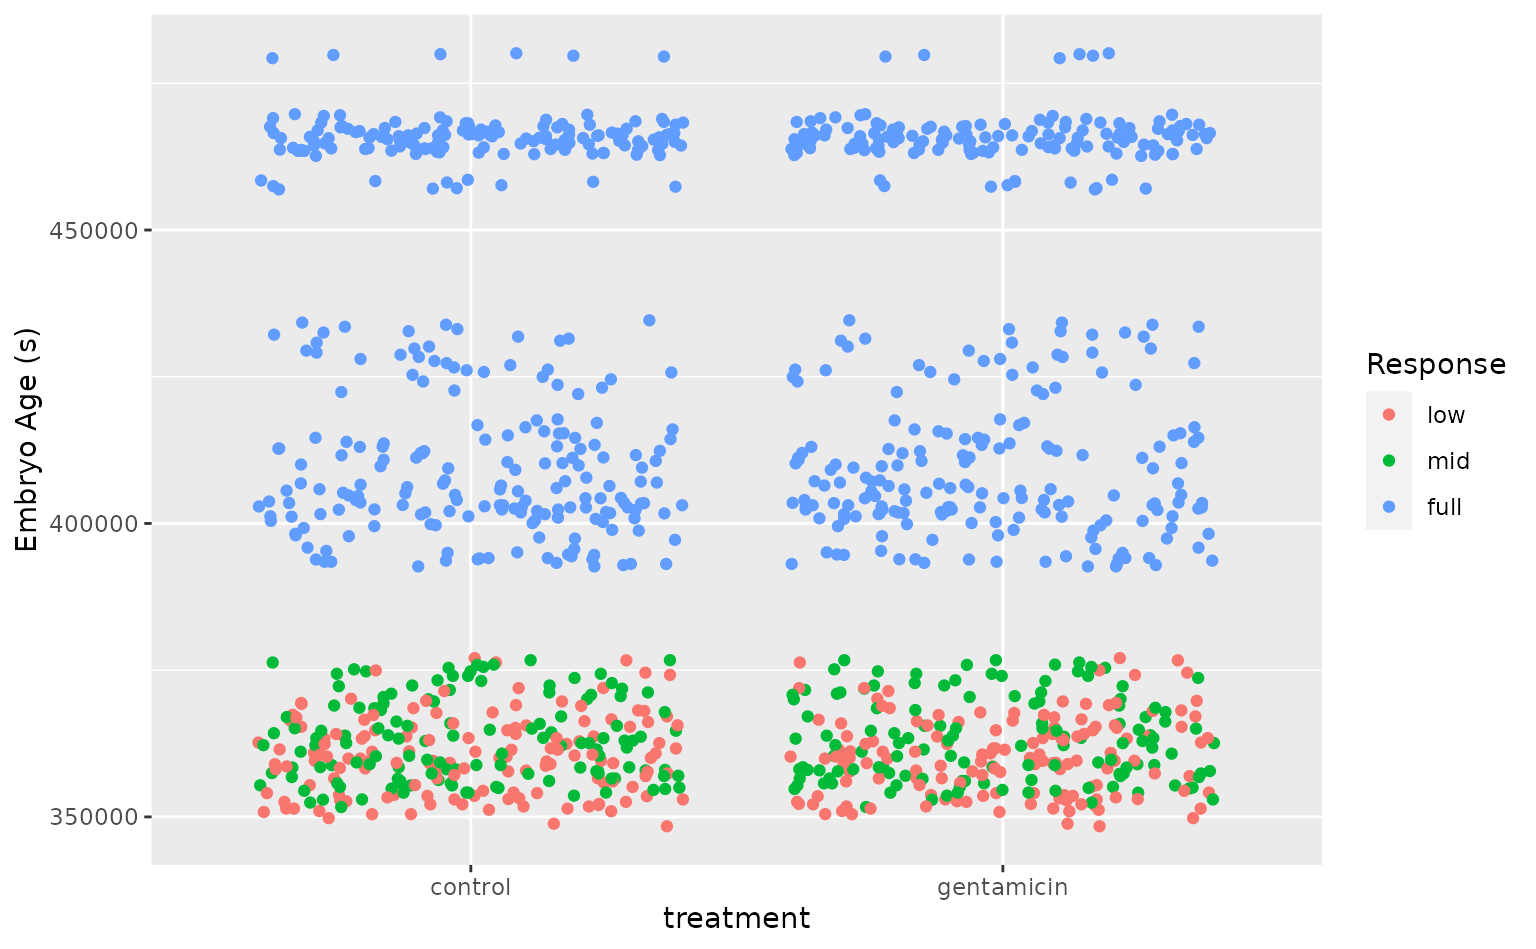 Embryo Age (s)
450000
400000
350000
control gentamicin
treatment
Response
low
mid
full